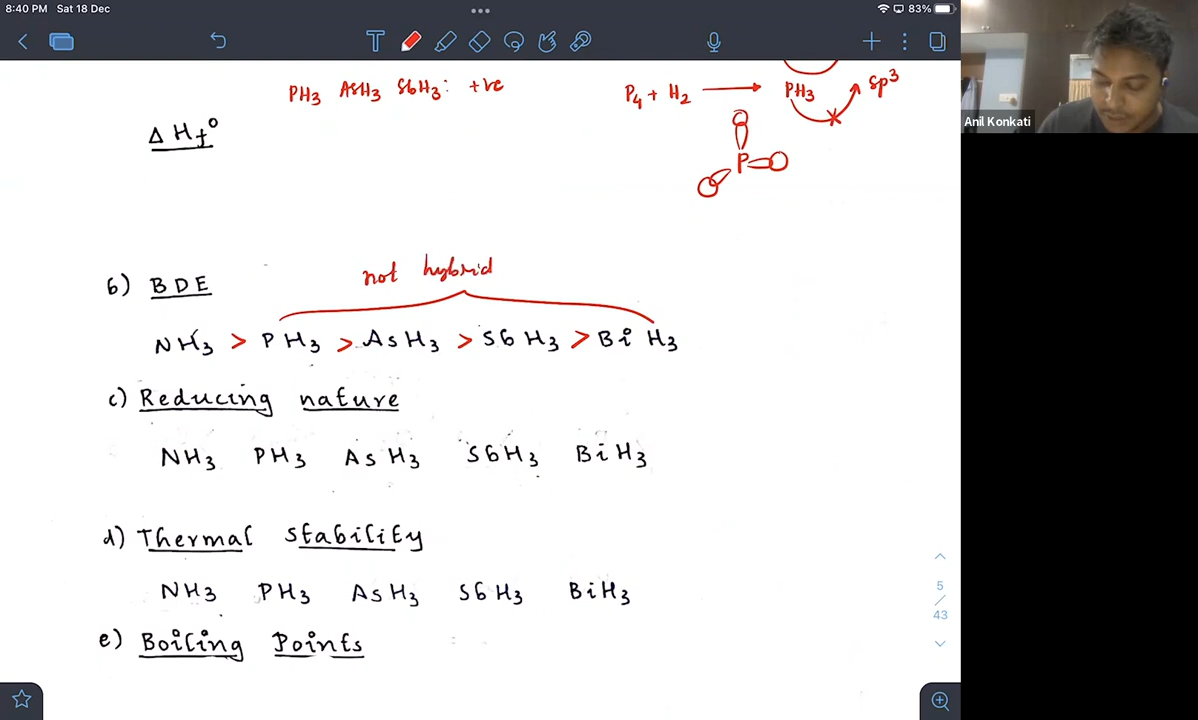 8:40 PM Sat 18 Dec
83%
PH3 AsH3 SbH3: +ve
P4 + H2 → PH3 sp3
Δ Hf°
P
Anil Konkati
not hybrid
b) BDE
NH3 > PH3 > AsH3 > SbH3 > BiH3
c) Reducing nature
NH3 PH3 AsH3 SbH3 BiH3
d) Thermal stability
NH3 PH3 AsH3 SbH3 BiH3
e) Boiling Points
5 / 43